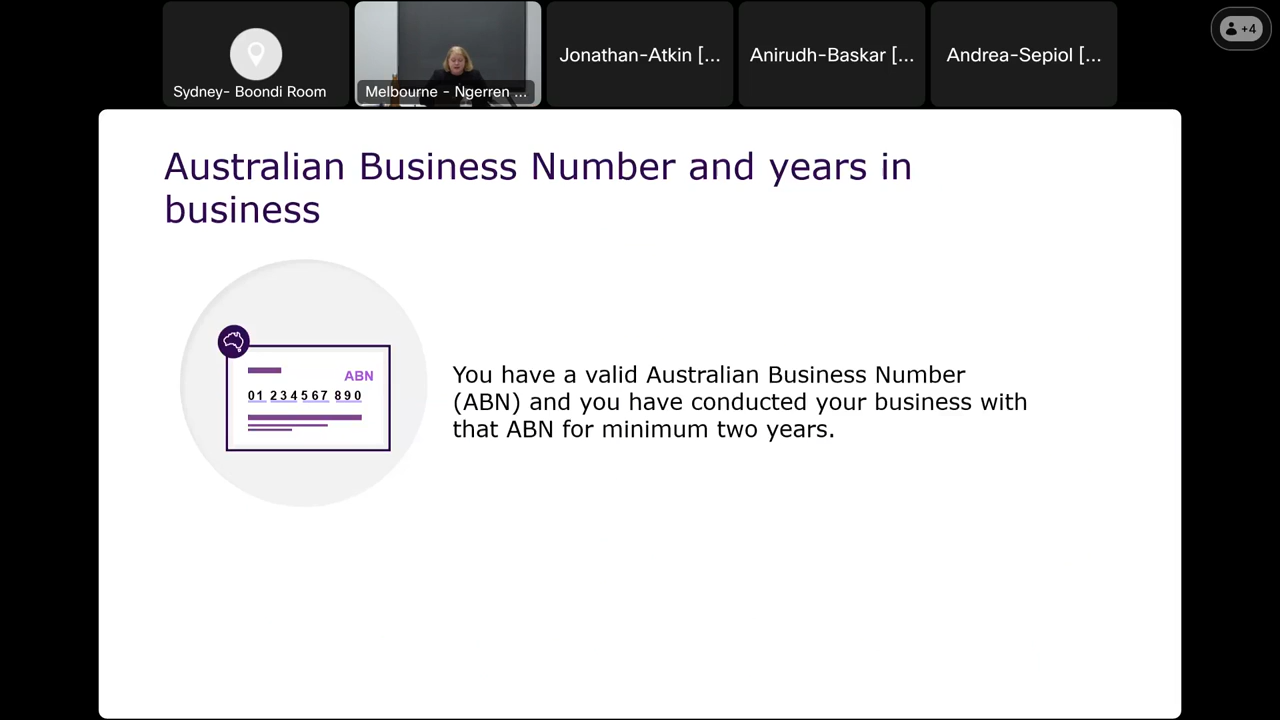 Sydney- Boondi Room
Melbourne - Ngerren ...
Jonathan-Atkin [...
Anirudh-Baskar [...
Andrea-Sepiol [...
+4
Australian Business Number and years in
business
ABN
01 234 567 890
You have a valid Australian Business Number
(ABN) and you have conducted your business with
that ABN for minimum two years.